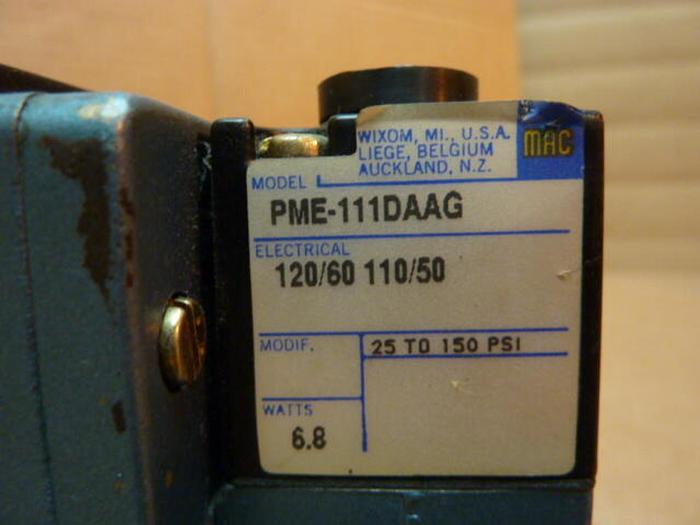 WIXOM, MI., U.S.A.
LIEGE, BELGIUM
AUCKLAND, N.Z.
MAC
MODEL
PME-111DAAG
ELECTRICAL
120/60 110/50
MODIF.
25 TO 150 PSI
WATTS
6.8